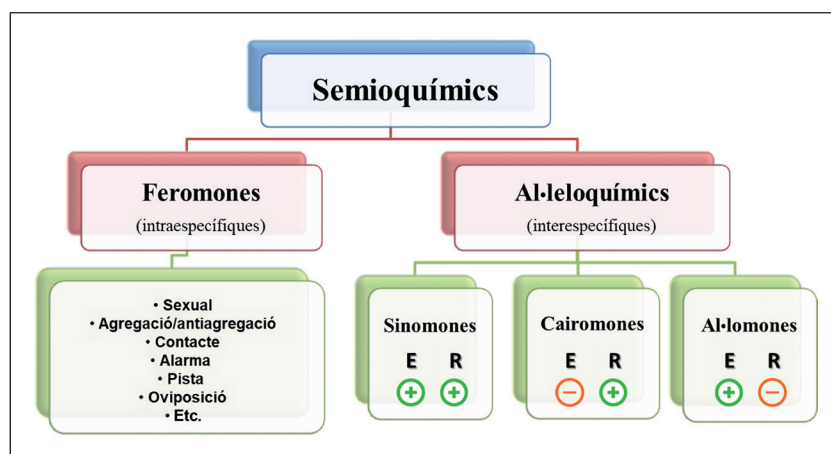 Semioquímics
Feromones
(intraespecífiques)
Al·leloquímics
(interespecífiques)
• Sexual
• Agregació/antiagregació
• Contacte
• Alarma
• Pista
• Oviposició
• Etc.
Sinomones
E R
+ +
Cairomones
E R
− +
Al·lomones
E R
+ −